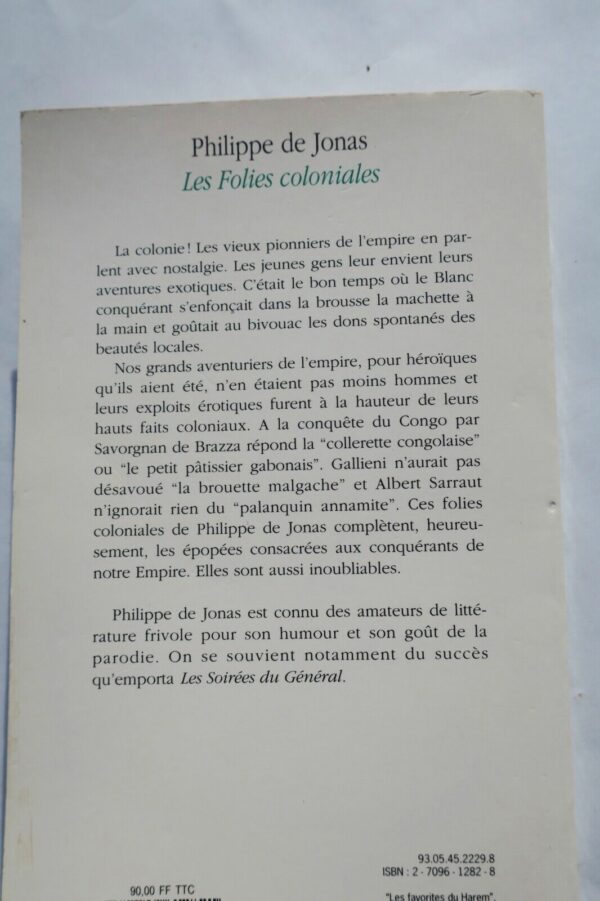 Philippe de Jonas
Les Folies coloniales
La colonie! Les vieux pionniers de l'empire en par-
lent avec nostalgie. Les jeunes gens leur envient leurs
aventures exotiques. C'était le bon temps où le Blanc
conquérant s'enfonçait dans la brousse la machette à
la main et goûtait au bivouac les dons spontanés des
beautés locales.
Nos grands aventuriers de l'empire, pour héroïques
qu'ils aient été, n'en étaient pas moins hommes et
leurs exploits érotiques furent à la hauteur de leurs
hauts faits coloniaux. A la conquête du Congo par
Savorgnan de Brazza répond la "collerette congolaise"
ou "le petit pâtissier gabonais". Gallieni n'aurait pas
désavoué "la brouette malgache" et Albert Sarraut
n'ignorait rien du "palanquin annamite". Ces folies
coloniales de Philippe de Jonas complètent, heureu-
sement, les épopées consacrées aux conquérants de
notre Empire. Elles sont aussi inoubliables.
Philippe de Jonas est connu des amateurs de litté-
rature frivole pour son humour et son goût de la
parodie. On se souvient notamment du succès
qu'emporta Les Soirées du Général.
93.05.45.2229.8
ISBN : 2 - 7096 - 1282 - 8
90,00 FF TTC
"Les favorites du Harem",